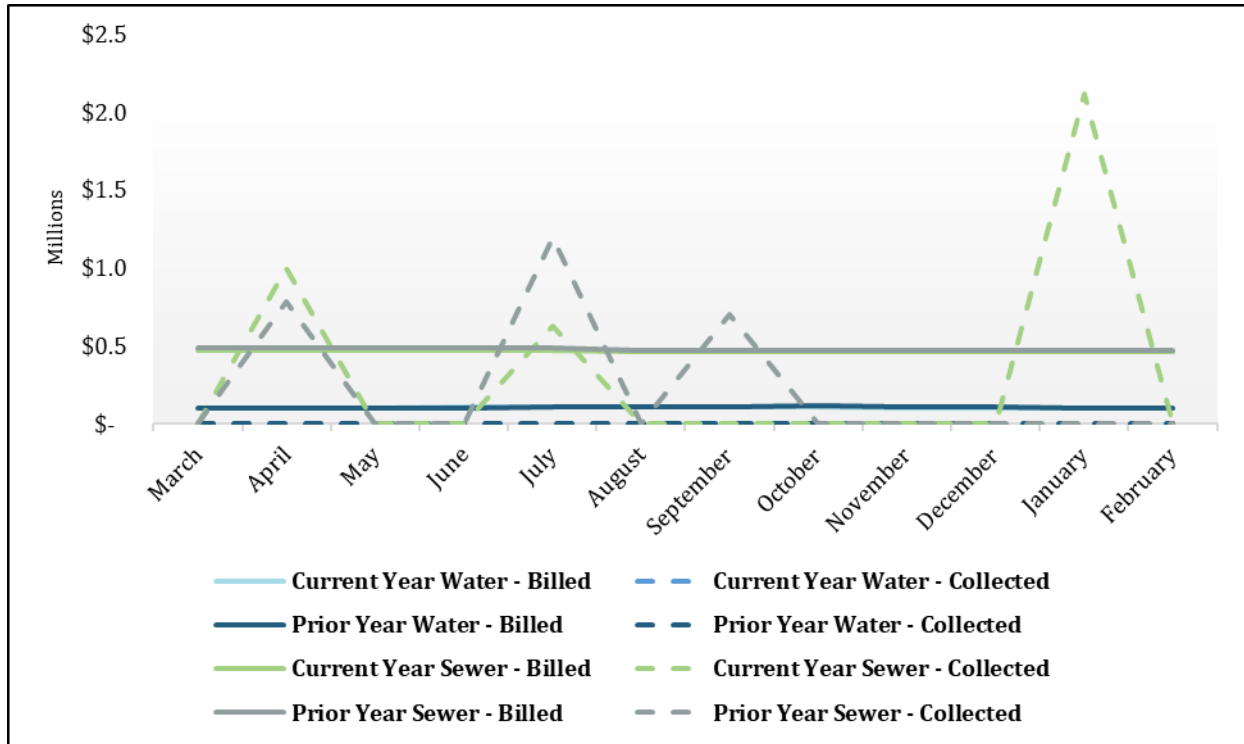 $2.5
$2.0
$1.5
$1.0
$0.5
$-
Millions
March
April
May
June
July
August
September
October
November
December
January
February
Current Year Water - Billed
Current Year Water - Collected
Prior Year Water - Billed
Prior Year Water - Collected
Current Year Sewer - Billed
Current Year Sewer - Collected
Prior Year Sewer - Billed
Prior Year Sewer - Collected